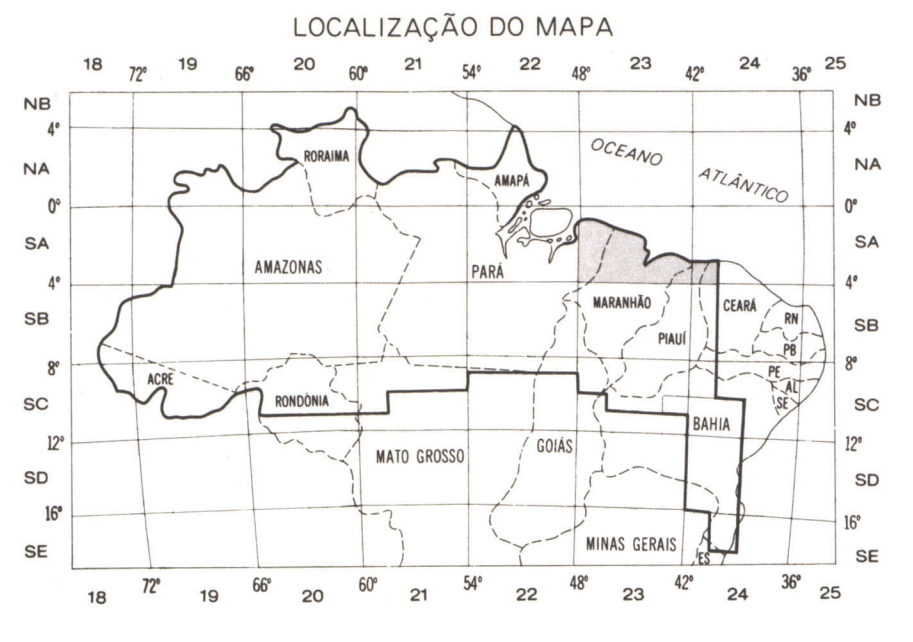 LOCALIZAÇÃO DO MAPA
18 19 20 21 22 23 24 25
72° 66° 60° 54° 48° 42° 36°
NB NB
4° 4°
OCEANO ATLÂNTICO
RORAIMA
NA NA
AMAPÁ
0° 0°
SA SA
AMAZONAS PARÁ
4° 4°
MARANHÃO CEARÁ
SB RN SB
PIAUÍ PB
8° 8°
ACRE PE
AL
RONDÔNIA SE
SC SC
BAHIA
12° 12°
MATO GROSSO GOIÁS
SD SD
16° 16°
MINAS GERAIS
SE ES SE
72° 66° 60° 54° 48° 42° 36°
18 19 20 21 22 23 24 25